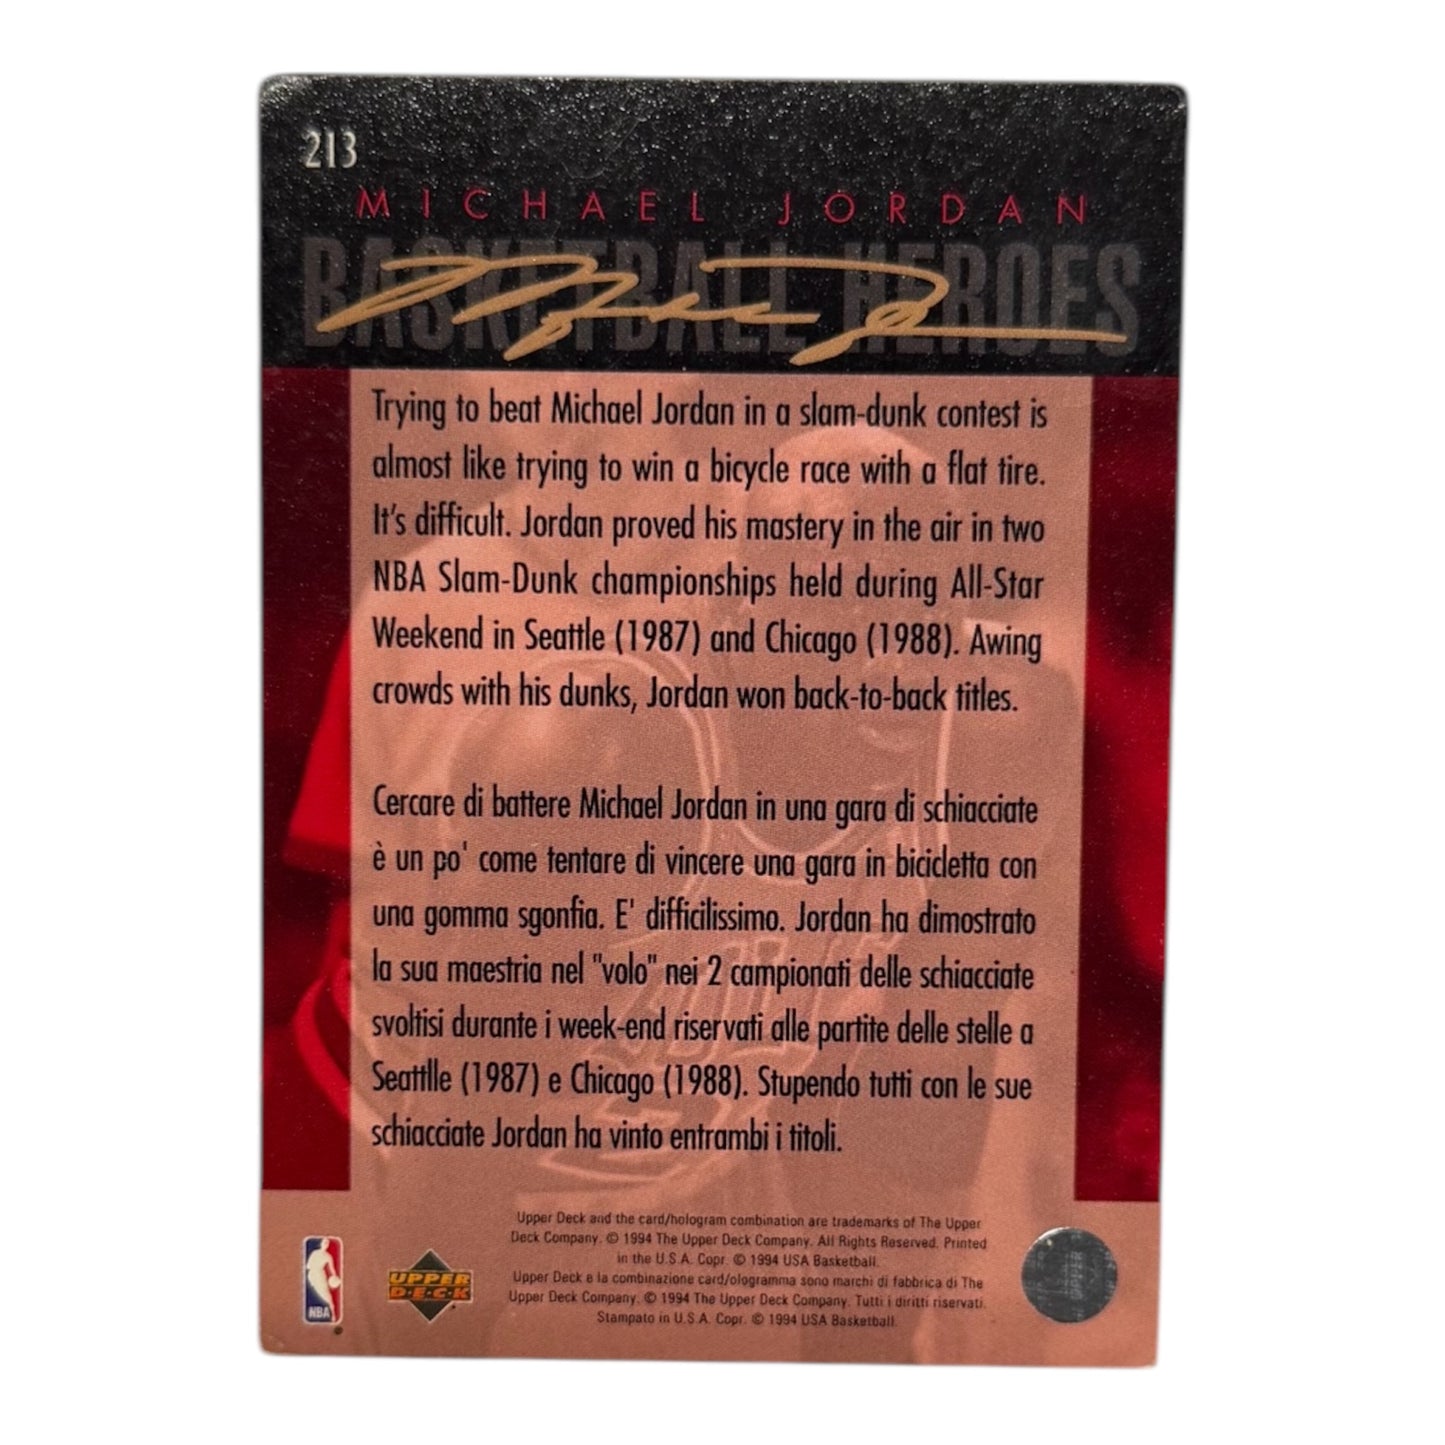 213
MICHAEL JORDAN
BASKETBALL HEROES
Trying to beat Michael Jordan in a slam-dunk contest is
almost like trying to win a bicycle race with a flat tire.
It's difficult. Jordan proved his mastery in the air in two
NBA Slam-Dunk championships held during All-Star
Weekend in Seattle (1987) and Chicago (1988). Awing
crowds with his dunks, Jordan won back-to-back titles.
Cercare di battere Michael Jordan in una gara di schiacciate
è un po' come tentare di vincere una gara in bicicletta con
una gomma sgonfia. E' difficilissimo. Jordan ha dimostrato
la sua maestria nel "volo" nei 2 campionati delle schiacciate
svoltisi durante i week-end riservati alle partite delle stelle a
Seattlle (1987) e Chicago (1988). Stupendo tutti con le sue
schiacciate Jordan ha vinto entrambi i titoli.
Upper Deck and the card/hologram combination are trademarks of The Upper
Deck Company. © 1994 The Upper Deck Company. All Rights Reserved. Printed
in the U.S.A. Copr. © 1994 USA Basketball.
Upper Deck e la combinazione card/ologramma sono marchi di fabbrica di The
Upper Deck Company. © 1994 The Upper Deck Company. Tutti i diritti riservati.
Stampato in U.S.A. Copr. © 1994 USA Basketball.
NBA
UPPER
D·E·C·K
UPPER